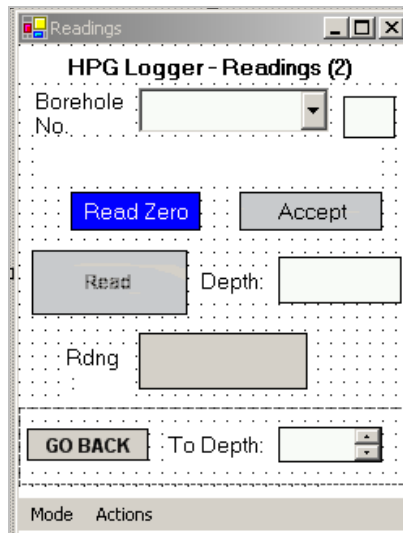 Readings
HPG Logger - Readings (2)
Borehole
No.
Read Zero Accept
Read Depth:
Rdng
:
GO BACK To Depth:
Mode Actions